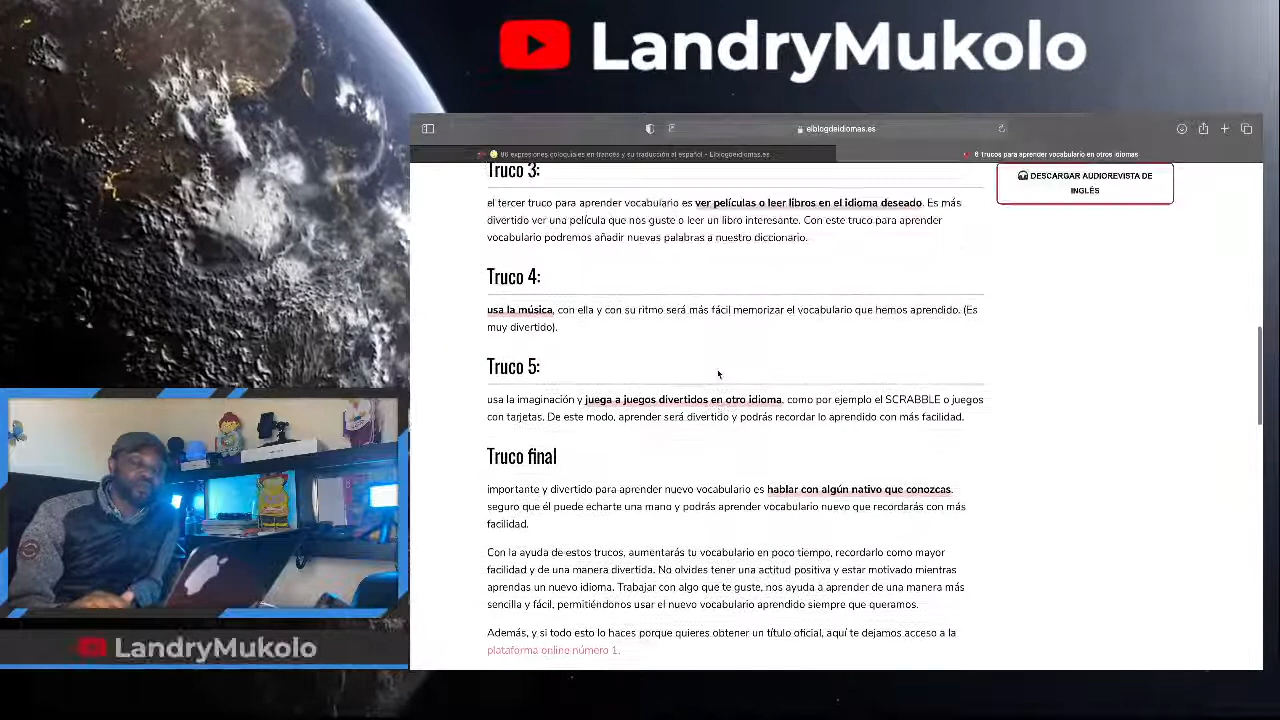 LandryMukolo
elblogdeidiomas.es
86 expresiones coloquiales en francés y su traducción al español - Elblogdeidiomas.es
6 trucos para aprender vocabulario en otros idiomas
Truco 3:
DESCARGAR AUDIOREVISTA DE
INGLÉS
el tercer truco para aprender vocabulario es ver películas o leer libros en el idioma deseado. Es más
divertido ver una película que nos guste o leer un libro interesante. Con este truco para aprender
vocabulario podremos añadir nuevas palabras a nuestro diccionario.
Truco 4:
usa la música, con ella y con su ritmo será más fácil memorizar el vocabulario que hemos aprendido. (Es
muy divertido).
Truco 5:
usa la imaginación y juega a juegos divertidos en otro idioma, como por ejemplo el SCRABBLE o juegos
con tarjetas. De este modo, aprender será divertido y podrás recordar lo aprendido con más facilidad.
Truco final
importante y divertido para aprender nuevo vocabulario es hablar con algún nativo que conozcas,
seguro que él puede echarte una mano y podrás aprender vocabulario nuevo que recordarás con más
facilidad.
Con la ayuda de estos trucos, aumentarás tu vocabulario en poco tiempo, recordarlo como mayor
facilidad y de una manera divertida. No olvides tener una actitud positiva y estar motivado mientras
aprendas un nuevo idioma. Trabajar con algo que te guste, nos ayuda a aprender de una manera más
sencilla y fácil, permitiéndonos usar el nuevo vocabulario aprendido siempre que queramos.
Además, y si todo esto lo haces porque quieres obtener un título oficial, aquí te dejamos acceso a la
plataforma online número 1.
LandryMukolo